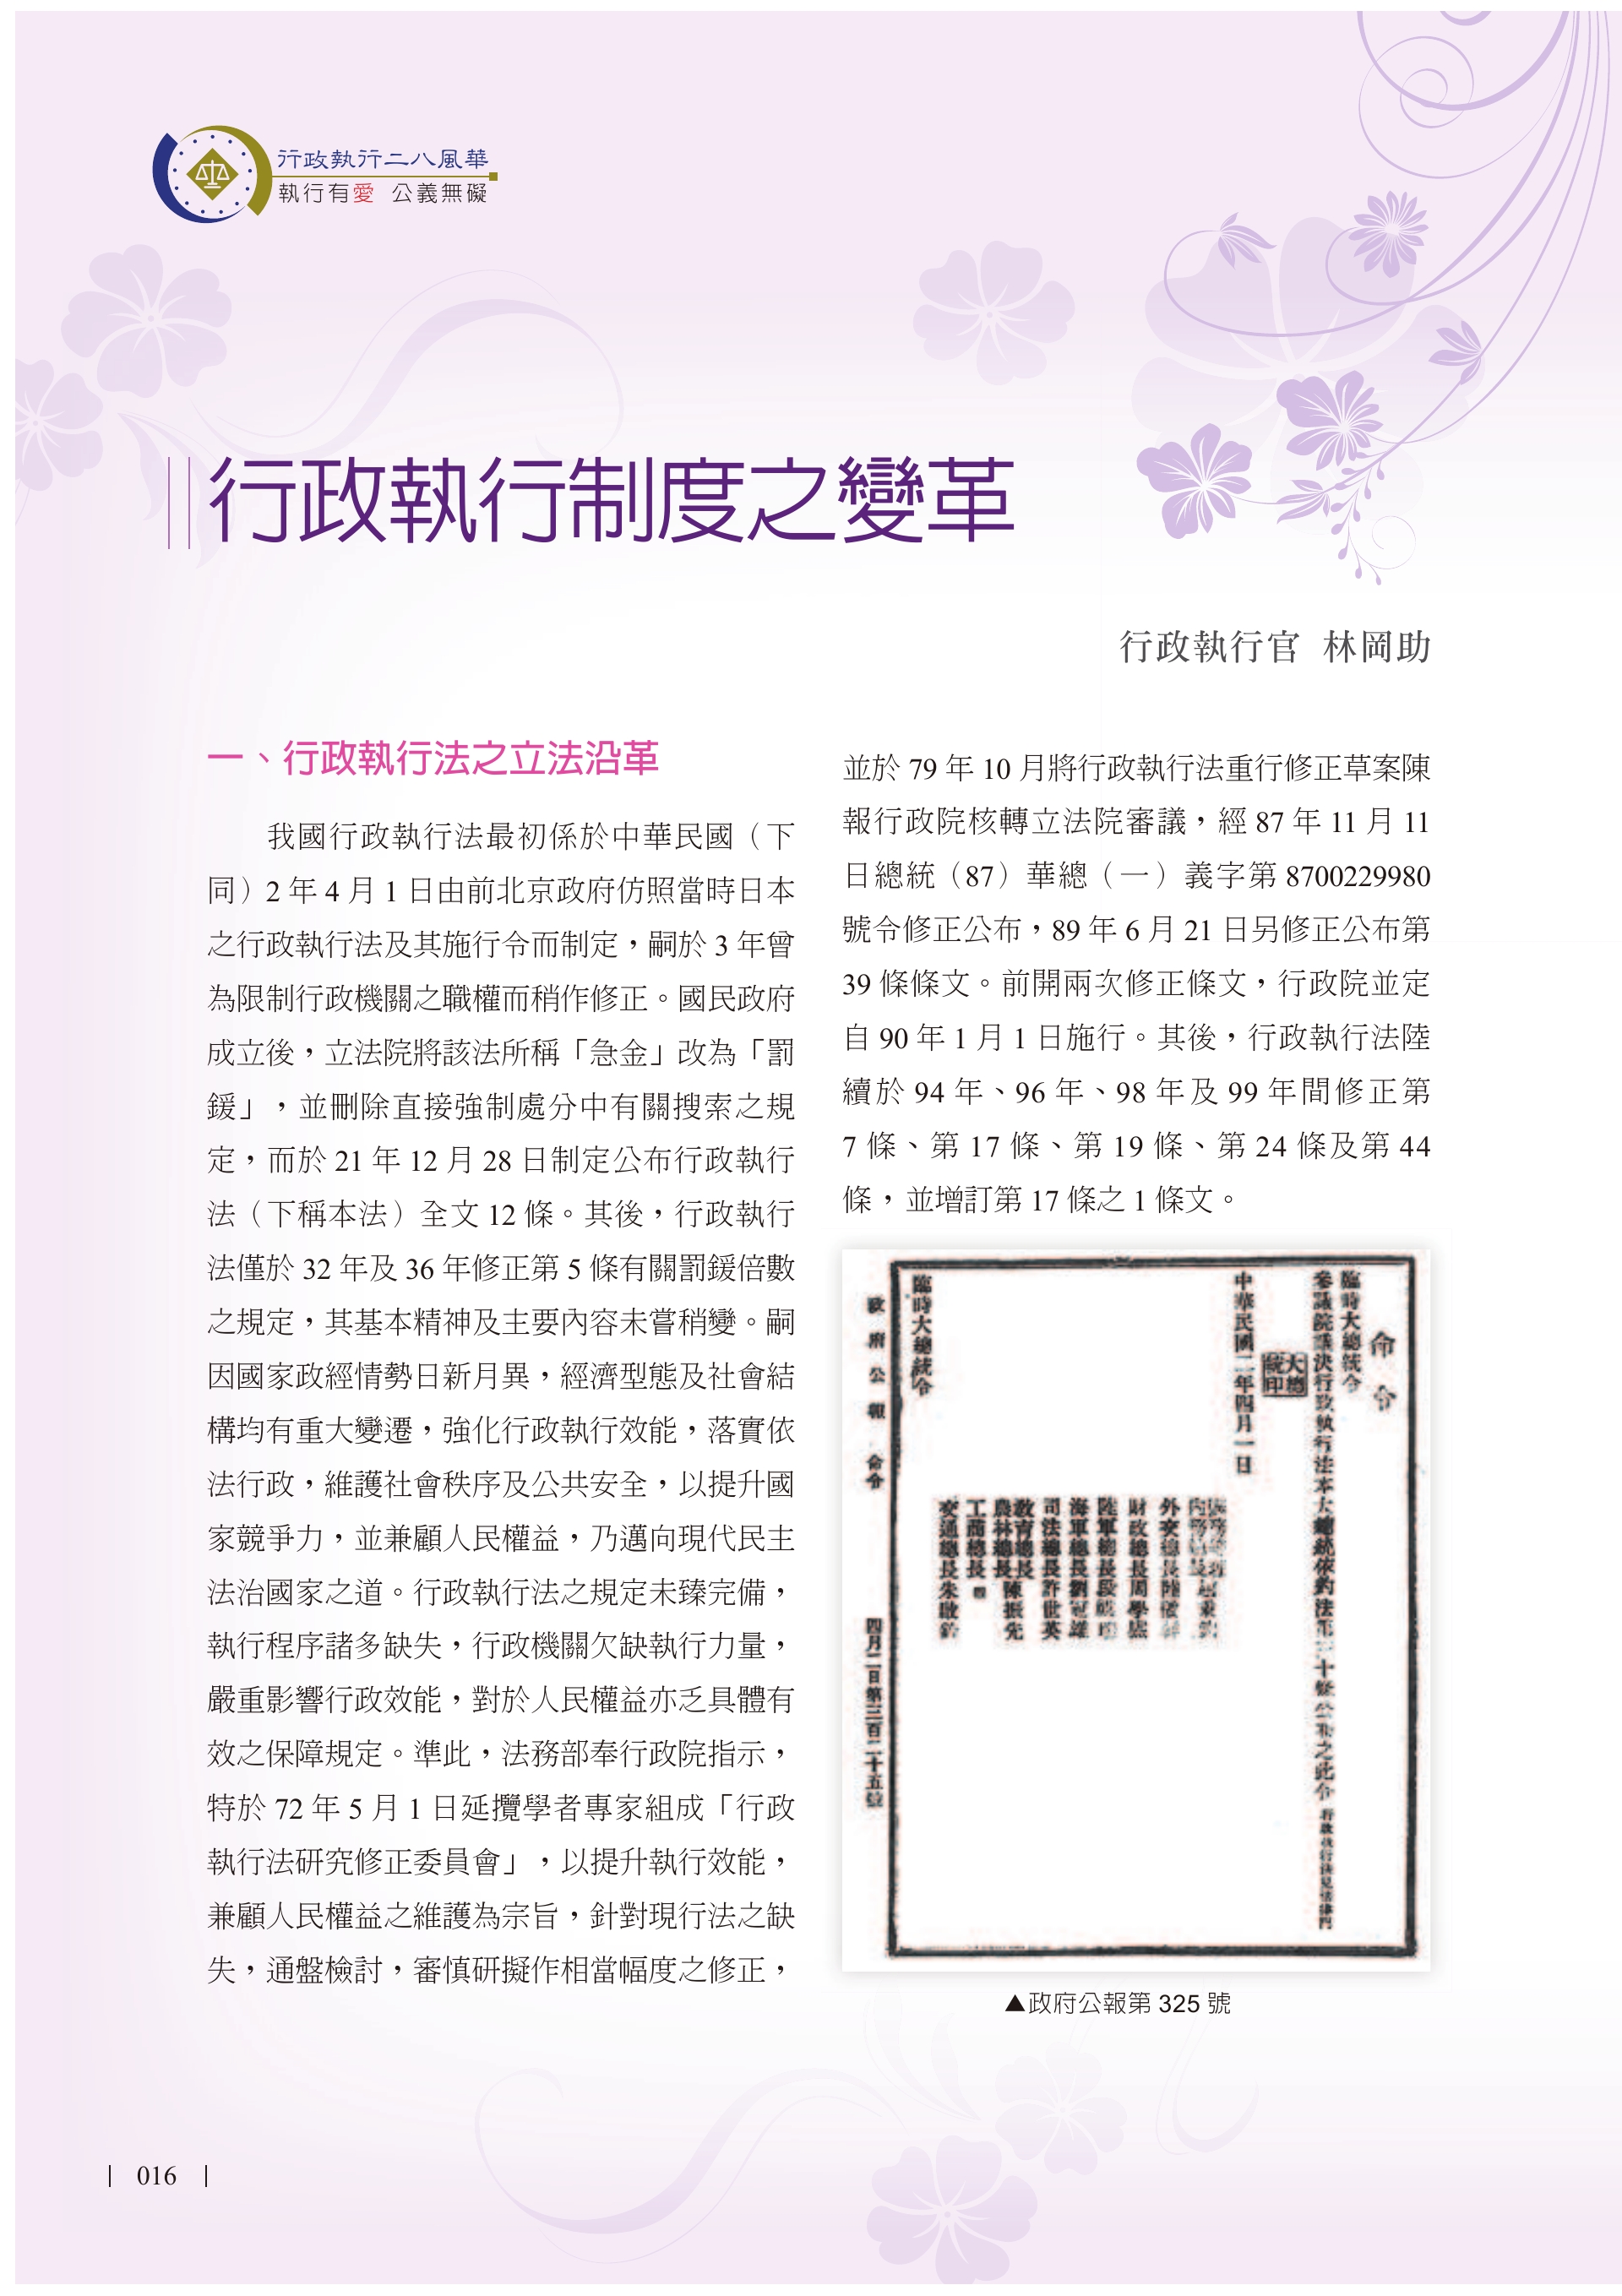 行政執行二八風華
執行有愛 公義無礙
行政執行制度之變革
行政執行官 林岡助
一、行政執行法之立法沿革
我國行政執行法最初係於中華民國（下
同）2 年 4 月 1 日由前北京政府仿照當時日本
之行政執行法及其施行令而制定，嗣於 3 年曾
為限制行政機關之職權而稍作修正。國民政府
成立後，立法院將該法所稱「怠金」改為「罰
鍰」，並刪除直接強制處分中有關搜索之規
定，而於 21 年 12 月 28 日制定公布行政執行
法（下稱本法）全文 12 條。其後，行政執行
法僅於 32 年及 36 年修正第 5 條有關罰鍰倍數
之規定，其基本精神及主要內容未嘗稍變。嗣
因國家政經情勢日新月異，經濟型態及社會結
構均有重大變遷，強化行政執行效能，落實依
法行政，維護社會秩序及公共安全，以提升國
家競爭力，並兼顧人民權益，乃邁向現代民主
法治國家之道。行政執行法之規定未臻完備，
執行程序諸多缺失，行政機關欠缺執行力量，
嚴重影響行政效能，對於人民權益亦乏具體有
效之保障規定。準此，法務部奉行政院指示，
特於 72 年 5 月 1 日延攬學者專家組成「行政
執行法研究修正委員會」，以提升執行效能，
兼顧人民權益之維護為宗旨，針對現行法之缺
失，通盤檢討，審慎研擬作相當幅度之修正，
並於 79 年 10 月將行政執行法重行修正草案陳
報行政院核轉立法院審議，經 87 年 11 月 11
日總統（87）華總（一）義字第 8700229980
號令修正公布，89 年 6 月 21 日另修正公布第
39 條條文。前開兩次修正條文，行政院並定
自 90 年 1 月 1 日施行。其後，行政執行法陸
續於 94 年、96 年、98 年及 99 年間修正第
7 條、第 17 條、第 19 條、第 24 條及第 44
條，並增訂第 17 條之 1 條文。
命令
臨時大總統令
參議院議決行政執行法本大總統依約法第三十條公布之此令
大總統印
中華民國二年四月一日
外交總長陸徵祥
財政總長周學熙
陸軍總長段祺瑞
海軍總長劉冠雄
司法總長許世英
教育總長
農林總長陳振先
工商總長
交通總長朱啟鈐
臨時大總統令
政府公報 命令 四月二日第三百二十五號
▲政府公報第 325 號
016